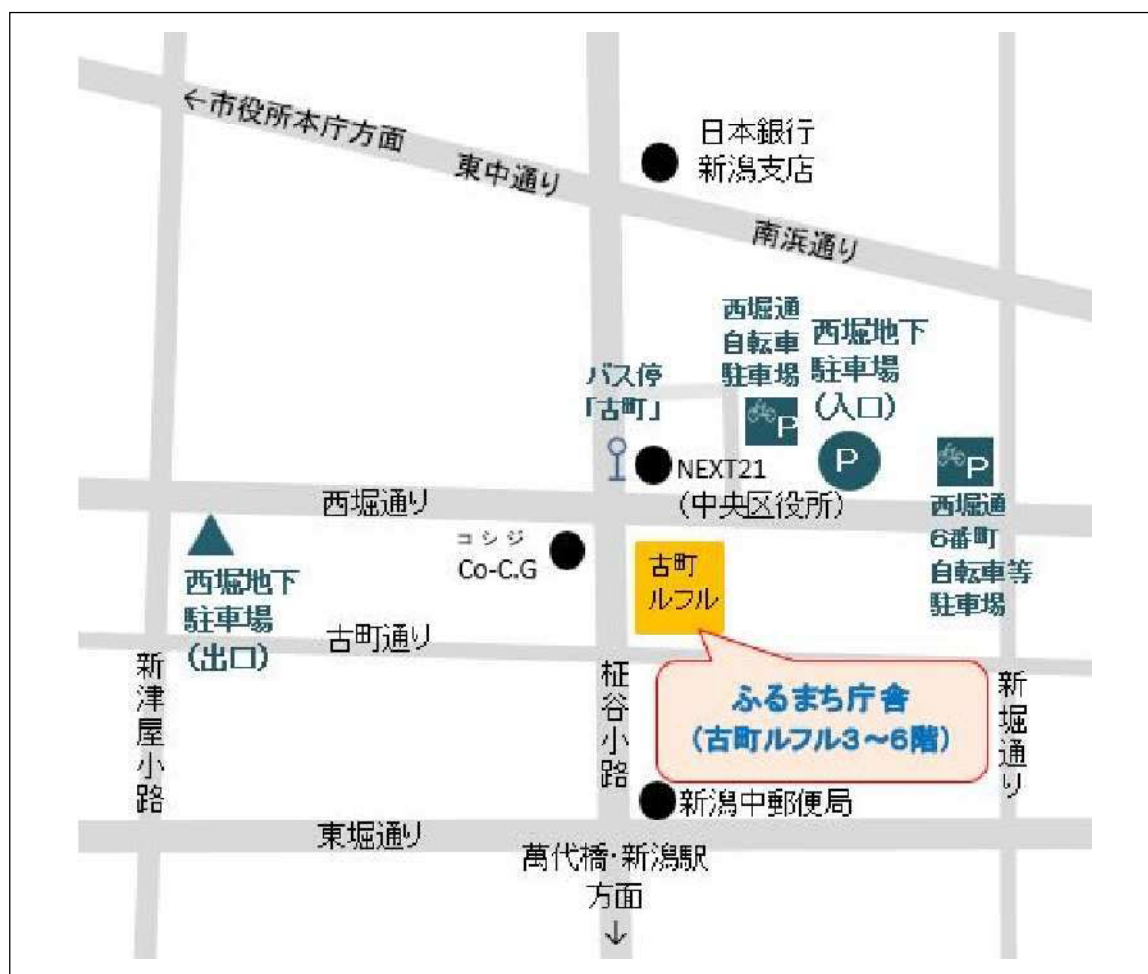 ←市役所本庁方面
東中通り
日本銀行
新潟支店
南浜通り
西堀通
自転車
駐車場
西堀地下
駐車場
（入口）
バス停
「古町」
P
P
P
NEXT21
（中央区役所）
西堀通り
西堀通
6番町
自転車等
駐車場
コシジ
Co-C.G
古町
ルフル
西堀地下
駐車場
（出口）
古町通り
新津屋小路
柾谷小路
ふるまち庁舎
（古町ルフル3～6階）
新堀通り
新潟中郵便局
東堀通り
萬代橋・新潟駅
方面
↓